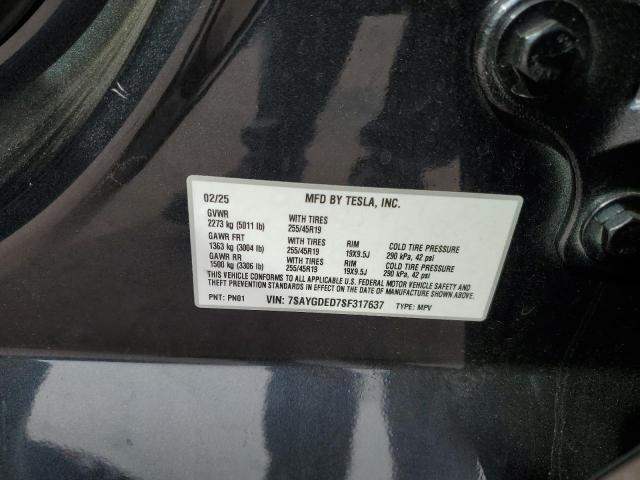 02/25 MFD BY TESLA, INC.
GVWR WITH TIRES
2273 kg (5011 lb) 255/45R19
GAWR FRT WITH TIRES RIM COLD TIRE PRESSURE
1363 kg (3004 lb) 255/45R19 19X9.5J 290 kPa, 42 psi
GAWR RR WITH TIRES RIM COLD TIRE PRESSURE
1500 kg (3306 lb) 255/45R19 19X9.5J 290 kPa, 42 psi
THIS VEHICLE CONFORMS TO ALL APPLICABLE U.S. FEDERAL MOTOR VEHICLE SAFETY AND
THEFT PREVENTION STANDARDS IN EFFECT ON THE DATE OF MANUFACTURE SHOWN ABOVE.
PNT: PN01 VIN: 7SAYGDED7SF317637 TYPE: MPV